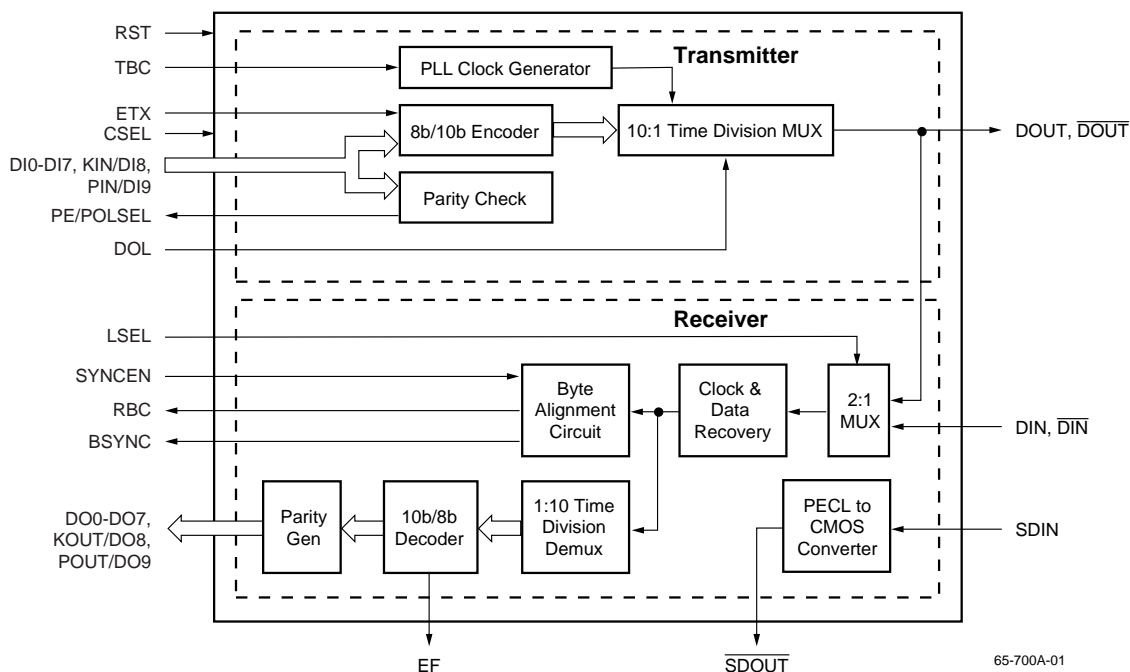 RST
Transmitter
TBC
PLL Clock Generator
ETX
8b/10b Encoder
10:1 Time Division MUX
DOUT, D̅O̅U̅T̅
CSEL
DI0-DI7, KIN/DI8,
PIN/DI9
Parity Check
PE/POLSEL
DOL
Receiver
LSEL
SYNCEN
Byte
Alignment
Circuit
Clock &
Data
Recovery
2:1
MUX
RBC
DIN, D̅I̅N̅
BSYNC
DO0-DO7,
KOUT/DO8,
POUT/DO9
Parity
Gen
10b/8b
Decoder
1:10 Time
Division
Demux
PECL to
CMOS
Converter
SDIN
EF
S̅D̅O̅U̅T̅
65-700A-01